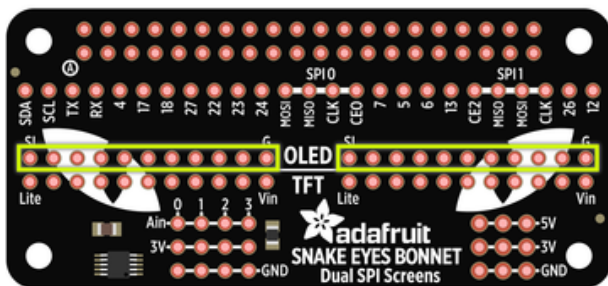 A
SPI0 SPI1
SDA SCL TX RX 4 17 18 27 22 23 24 MOSI MISO CLK CE0 7 5 6 13 CE2 MISO MOSI CLK 26 12
SI G OLED SI G
Lite Vin TFT Lite Vin
0 1 2 3
Ain 5V
3V 3V
GND GND
adafruit
SNAKE EYES BONNET
Dual SPI Screens